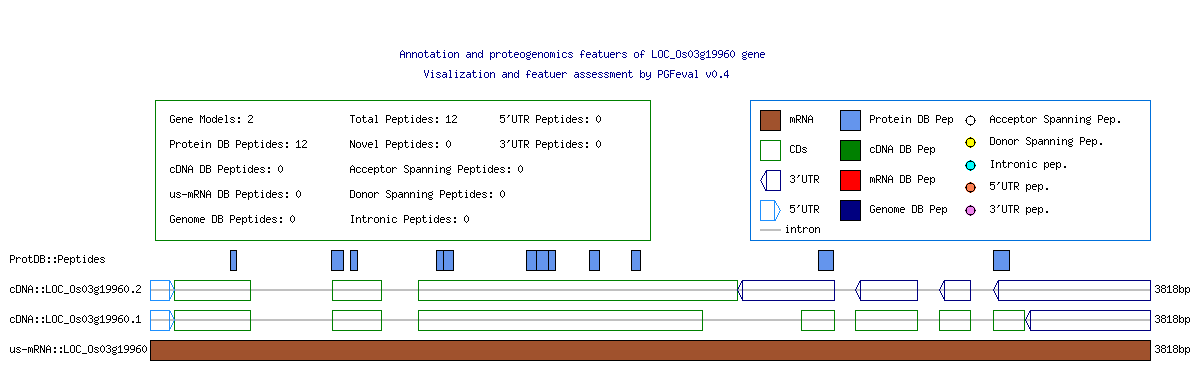 Annotation and proteogenomics featuers of LOC_Os03g19960 gene
Visalization and featuer assessment by PGFeval v0.4
Gene Models: 2 Total Peptides: 12 5'UTR Peptides: 0
Protein DB Peptides: 12 Novel Peptides: 0 3'UTR Peptides: 0
cDNA DB Peptides: 0 Acceptor Spanning Peptides: 0
us-mRNA DB Peptides: 0 Donor Spanning Peptides: 0
Genome DB Peptides: 0 Intronic Peptides: 0
mRNA Protein DB Pep Acceptor Spanning Pep.
CDs cDNA DB Pep Donor Spanning Pep.
3'UTR mRNA DB Pep Intronic pep.
5'UTR Genome DB Pep 5'UTR pep.
intron 3'UTR pep.
ProtDB::Peptides
cDNA::LOC_Os03g19960.2 3818bp
cDNA::LOC_Os03g19960.1 3818bp
us-mRNA::LOC_Os03g19960 3818bp